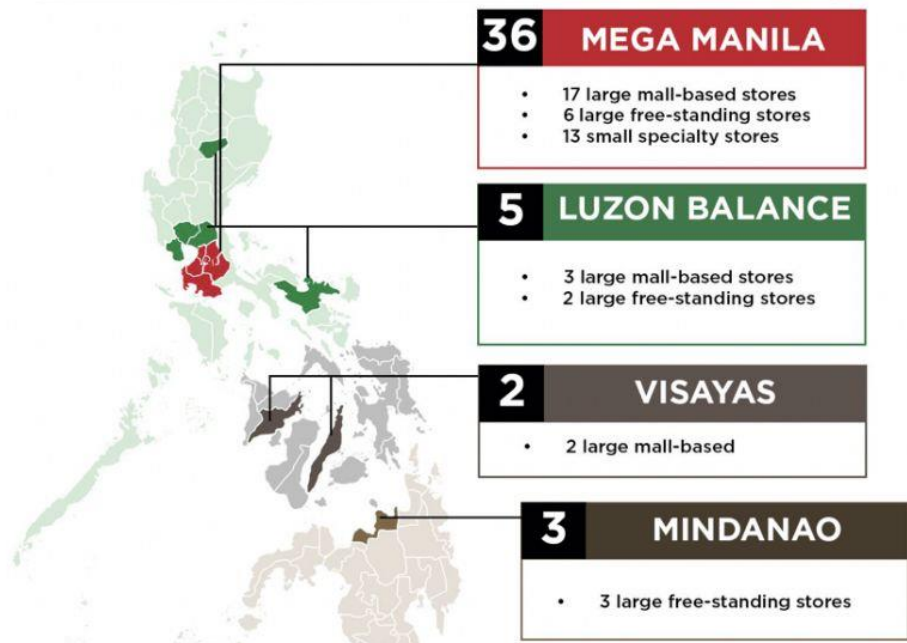 36 MEGA MANILA
• 17 large mall-based stores
• 6 large free-standing stores
• 13 small specialty stores
5 LUZON BALANCE
• 3 large mall-based stores
• 2 large free-standing stores
2 VISAYAS
• 2 large mall-based
3 MINDANAO
• 3 large free-standing stores